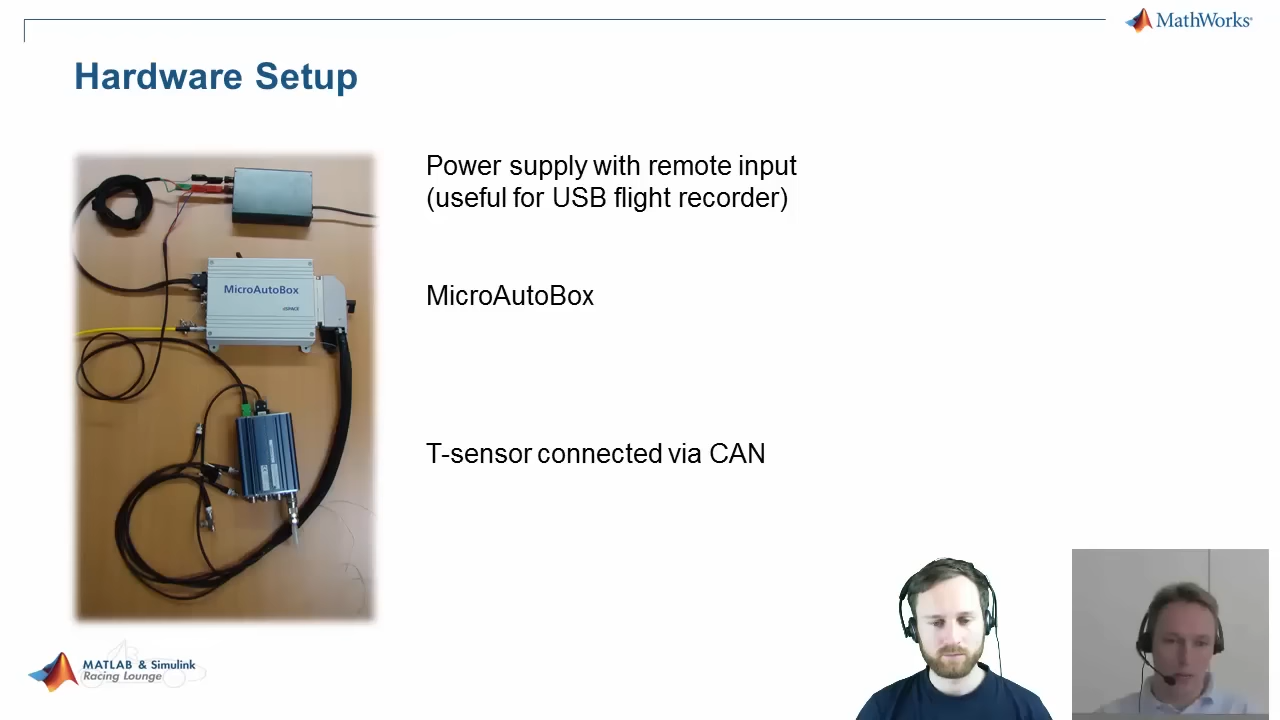 MathWorks
Hardware Setup
Power supply with remote input
(useful for USB flight recorder)
MicroAutoBox
dSPACE
MicroAutoBox
T-sensor connected via CAN
MATLAB & Simulink
Racing Lounge